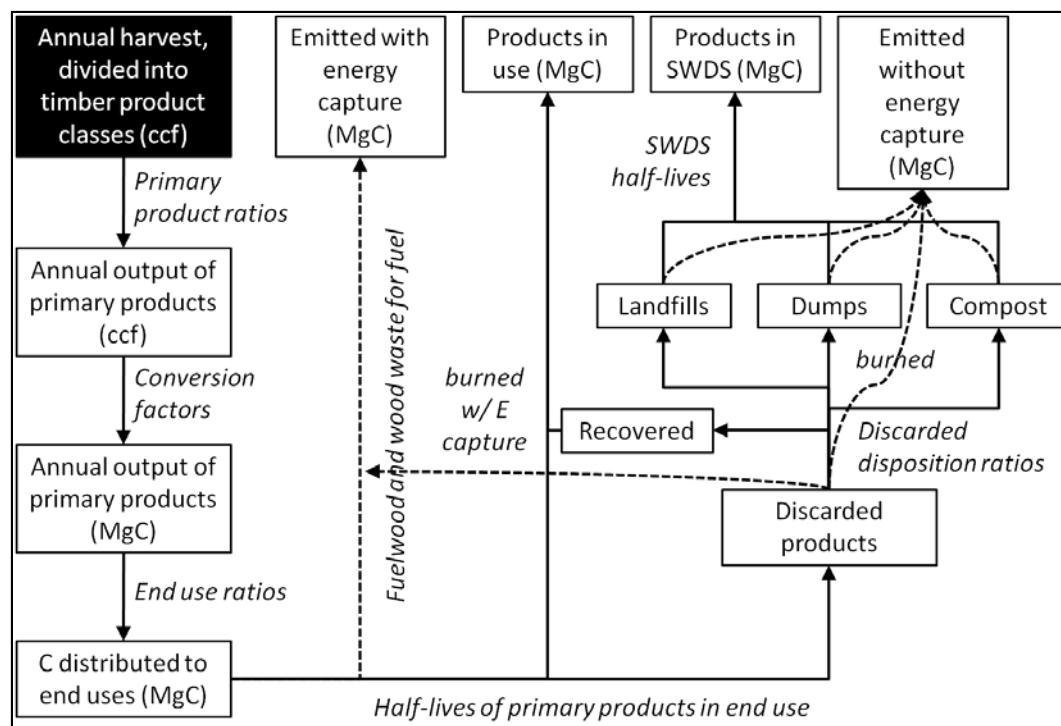 Annual harvest,
divided into
timber product
classes (ccf)
Emitted with
energy
capture
(MgC)
Products in
use (MgC)
Products in
SWDS (MgC)
Emitted
without
energy
capture
(MgC)
Primary
product ratios
SWDS
half-lives
Annual output of
primary products
(ccf)
Landfills
Dumps
Compost
Conversion
factors
Fuelwood and wood waste for fuel
burned
w/ E
capture
burned
Recovered
Discarded
disposition ratios
Annual output of
primary products
(MgC)
Discarded
products
End use ratios
C distributed to
end uses (MgC)
Half-lives of primary products in end use